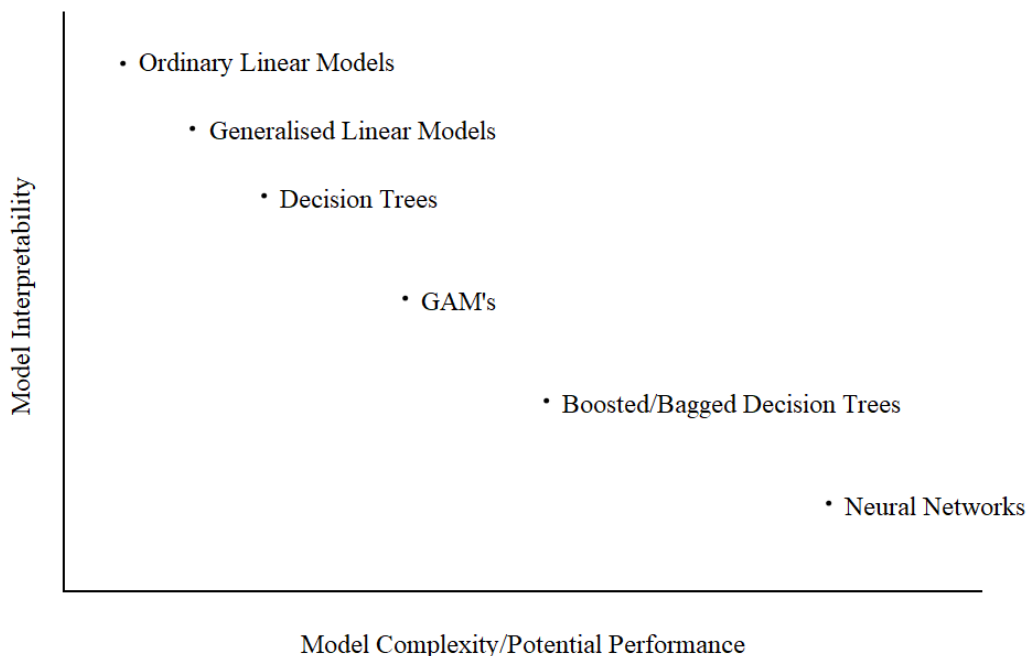 Ordinary Linear Models
Generalised Linear Models
Decision Trees
GAM's
Boosted/Bagged Decision Trees
Neural Networks
Model Interpretability
Model Complexity/Potential Performance